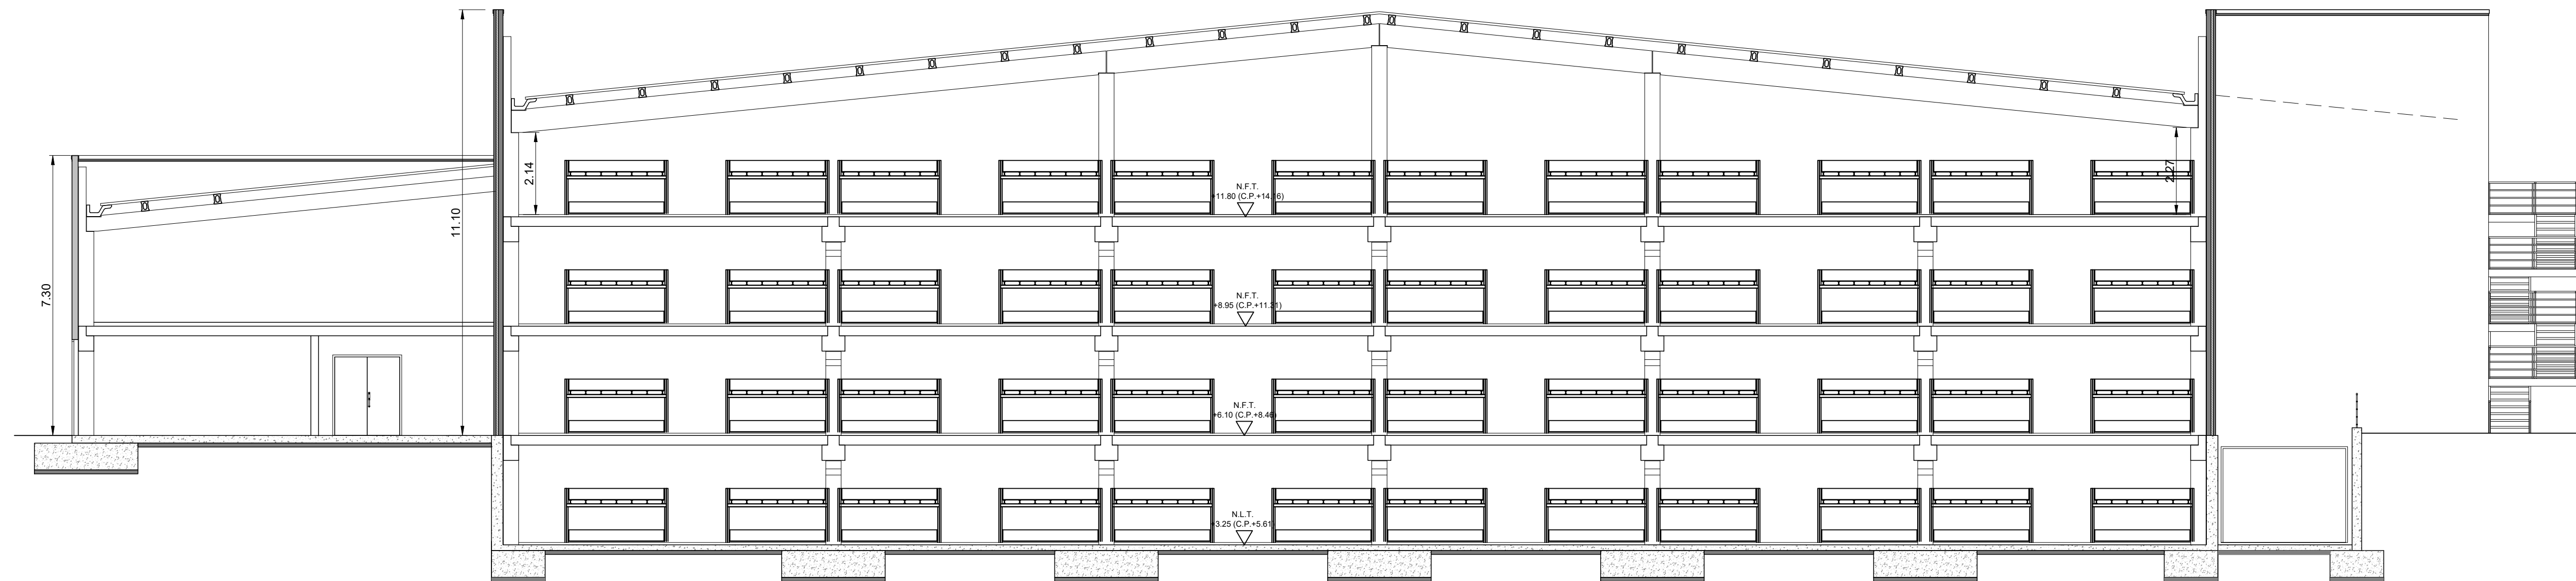 11.10
7.30
2.14
2.27
N.F.T.
+11.80 (C.P.+14.16)
N.F.T.
+8.95 (C.P.+11.31)
N.F.T.
+6.10 (C.P.+8.46)
N.L.T.
+3.25 (C.P.+5.61)